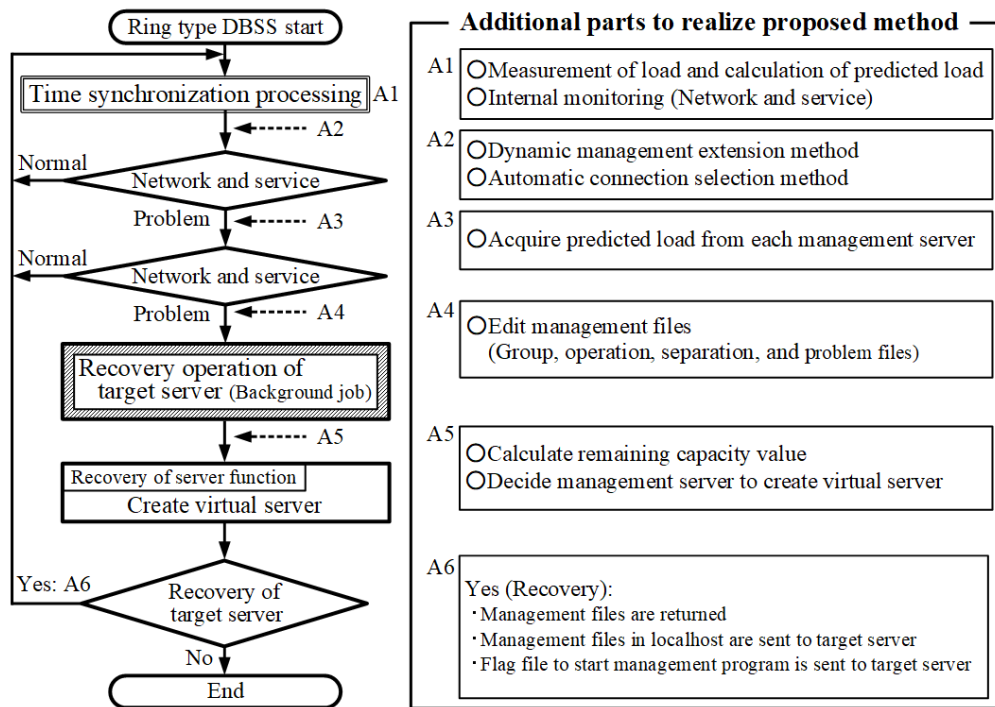 Ring type DBSS start
Time synchronization processing
A1
A2
Normal
Network and service
Problem
A3
Normal
Network and service
Problem
A4
Recovery operation of
target server (Background job)
A5
Recovery of server function
Create virtual server
Yes: A6
Recovery of
target server
No
End
Additional parts to realize proposed method
A1
○Measurement of load and calculation of predicted load
○Internal monitoring (Network and service)
A2
○Dynamic management extension method
○Automatic connection selection method
A3
○Acquire predicted load from each management server
A4
○Edit management files
(Group, operation, separation, and problem files)
A5
○Calculate remaining capacity value
○Decide management server to create virtual server
A6
Yes (Recovery):
・Management files are returned
・Management files in localhost are sent to target server
・Flag file to start management program is sent to target server